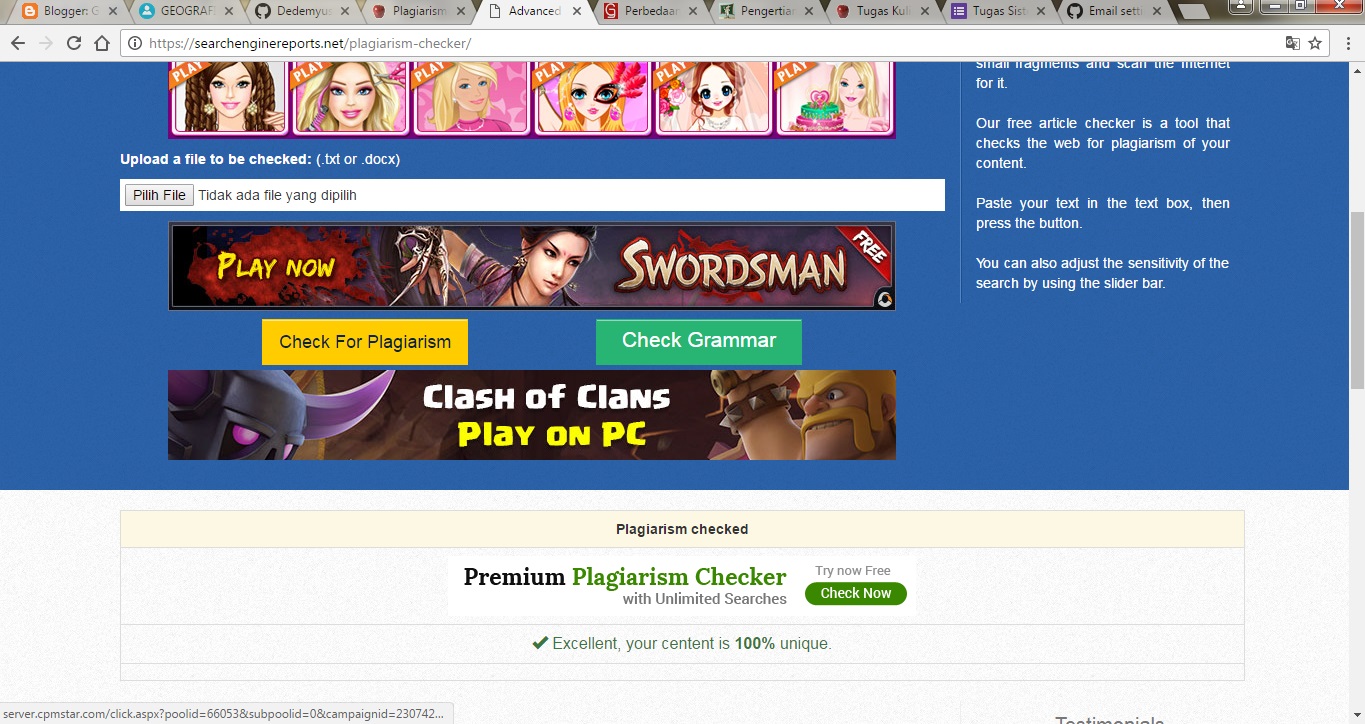 Blogger: G
GEOGRAF
Dedemyus
Plagiarism
Advanced
Perbedaan
Pengertian
Tugas Kuli
Tugas Sist
Email setti
https://searchenginereports.net/plagiarism-checker/
PLAY PLAY PLAY PLAY PLAY PLAY
small fragments and scan the Internet
for it.
Our free article checker is a tool that
checks the web for plagiarism of your
content.
Paste your text in the text box, then
press the button.
You can also adjust the sensitivity of the
search by using the slider bar.
Upload a file to be checked: (.txt or .docx)
Pilih File Tidak ada file yang dipilih
PLAY NOW
SWORDSMAN
FREE
Check For Plagiarism
Check Grammar
Clash of Clans
Play on PC
Plagiarism checked
Premium Plagiarism Checker
with Unlimited Searches
Try now Free
Check Now
Excellent, your centent is 100% unique.
server.cpmstar.com/click.aspx?poolid=66053&subpoolid=0&campaignid=230742...
Testimonials